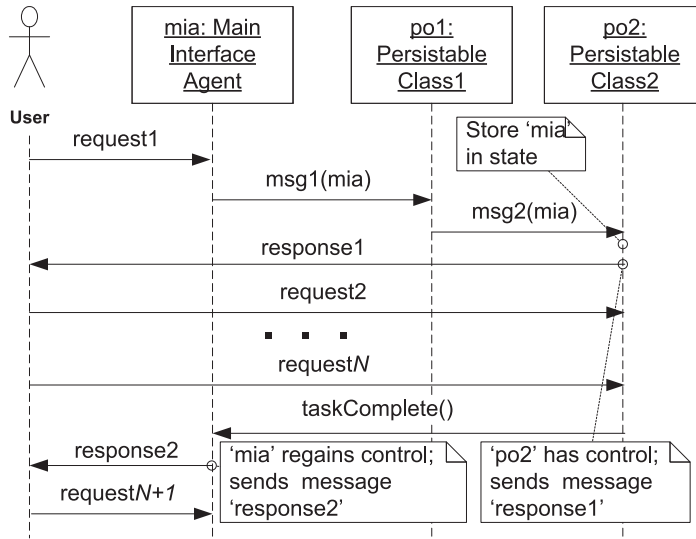 mia: Main
Interface
Agent
po1:
Persistable
Class1
po2:
Persistable
Class2
User
request1
Store ‘mia’
in state
msg1(mia)
msg2(mia)
response1
request2
requestN
taskComplete()
response2
‘mia’ regains control;
sends message
‘response2’
‘po2’ has control;
sends message
‘response1’
requestN+1